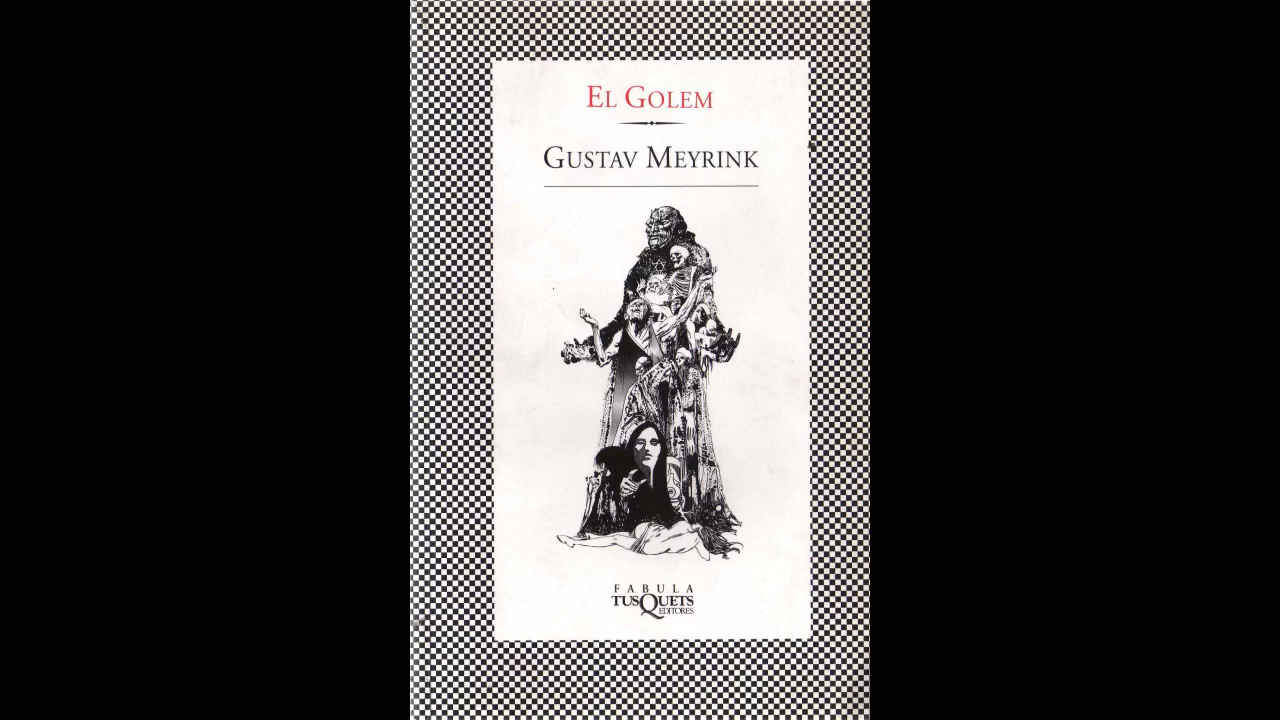 EL GOLEM
GUSTAV MEYRINK
FABULA
TUSQUETS
EDITORES